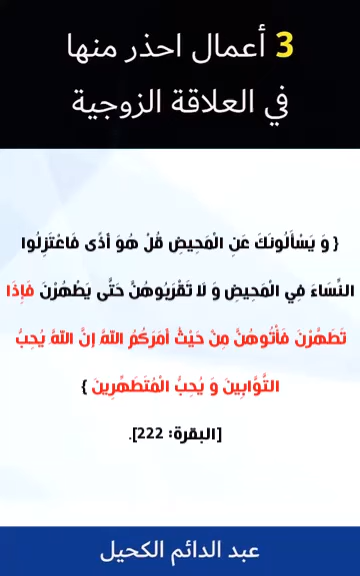 3 أعمال احذر منها
في العلاقة الزوجية
{ وَ يَسْأَلُونَكَ عَنِ الْمَحِيضِ قُلْ هُوَ أَذًى فَاعْتَزِلُوا
النِّسَاءَ فِي الْمَحِيضِ وَ لَا تَقْرَبُوهُنَّ حَتَّى يَطْهُرْنَ فَإِذَا
تَطَهَّرْنَ فَأْتُوهُنَّ مِنْ حَيْثُ أَمَرَكُمُ اللَّهُ إِنَّ اللَّهَ يُحِبُّ
التَّوَّابِينَ وَ يُحِبُّ الْمُتَطَهِّرِينَ }
[البقرة: 222].
عبد الدائم الكحيل